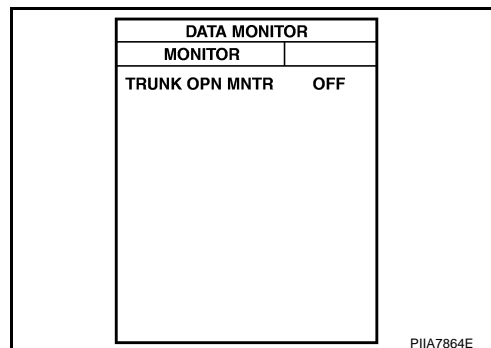 DATA MONITOR
MONITOR
TRUNK OPN MNTR OFF
PIIA7864E